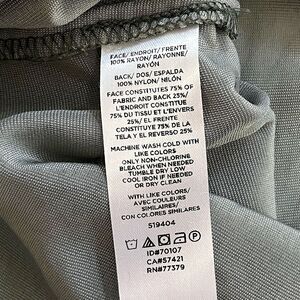 FACE/ ENDROIT/ FRENTE
100% RAYON/ RAYONNE/
RAYÓN
BACK/ DOS/ ESPALDA
100% NYLON/ NILÓN
FACE CONSTITUTES 75% OF
FABRIC AND BACK 25%/
L'ENDROIT CONSTITUE
75% DU TISSU ET L'ENVERS
25%/ EL FRENTE
CONSTITUYE 75% DE LA
TELA Y EL REVERSO 25%
MACHINE WASH COLD WITH
LIKE COLORS
ONLY NON-CHLORINE
BLEACH WHEN NEEDED
TUMBLE DRY LOW
COOL IRON IF NEEDED
OR DRY CLEAN
WITH LIKE COLORS/
AVEC COULEURS
SIMILAIRES/
CON COLORES SIMILARES
519404
ID#70107
CA#57421
RN#77379